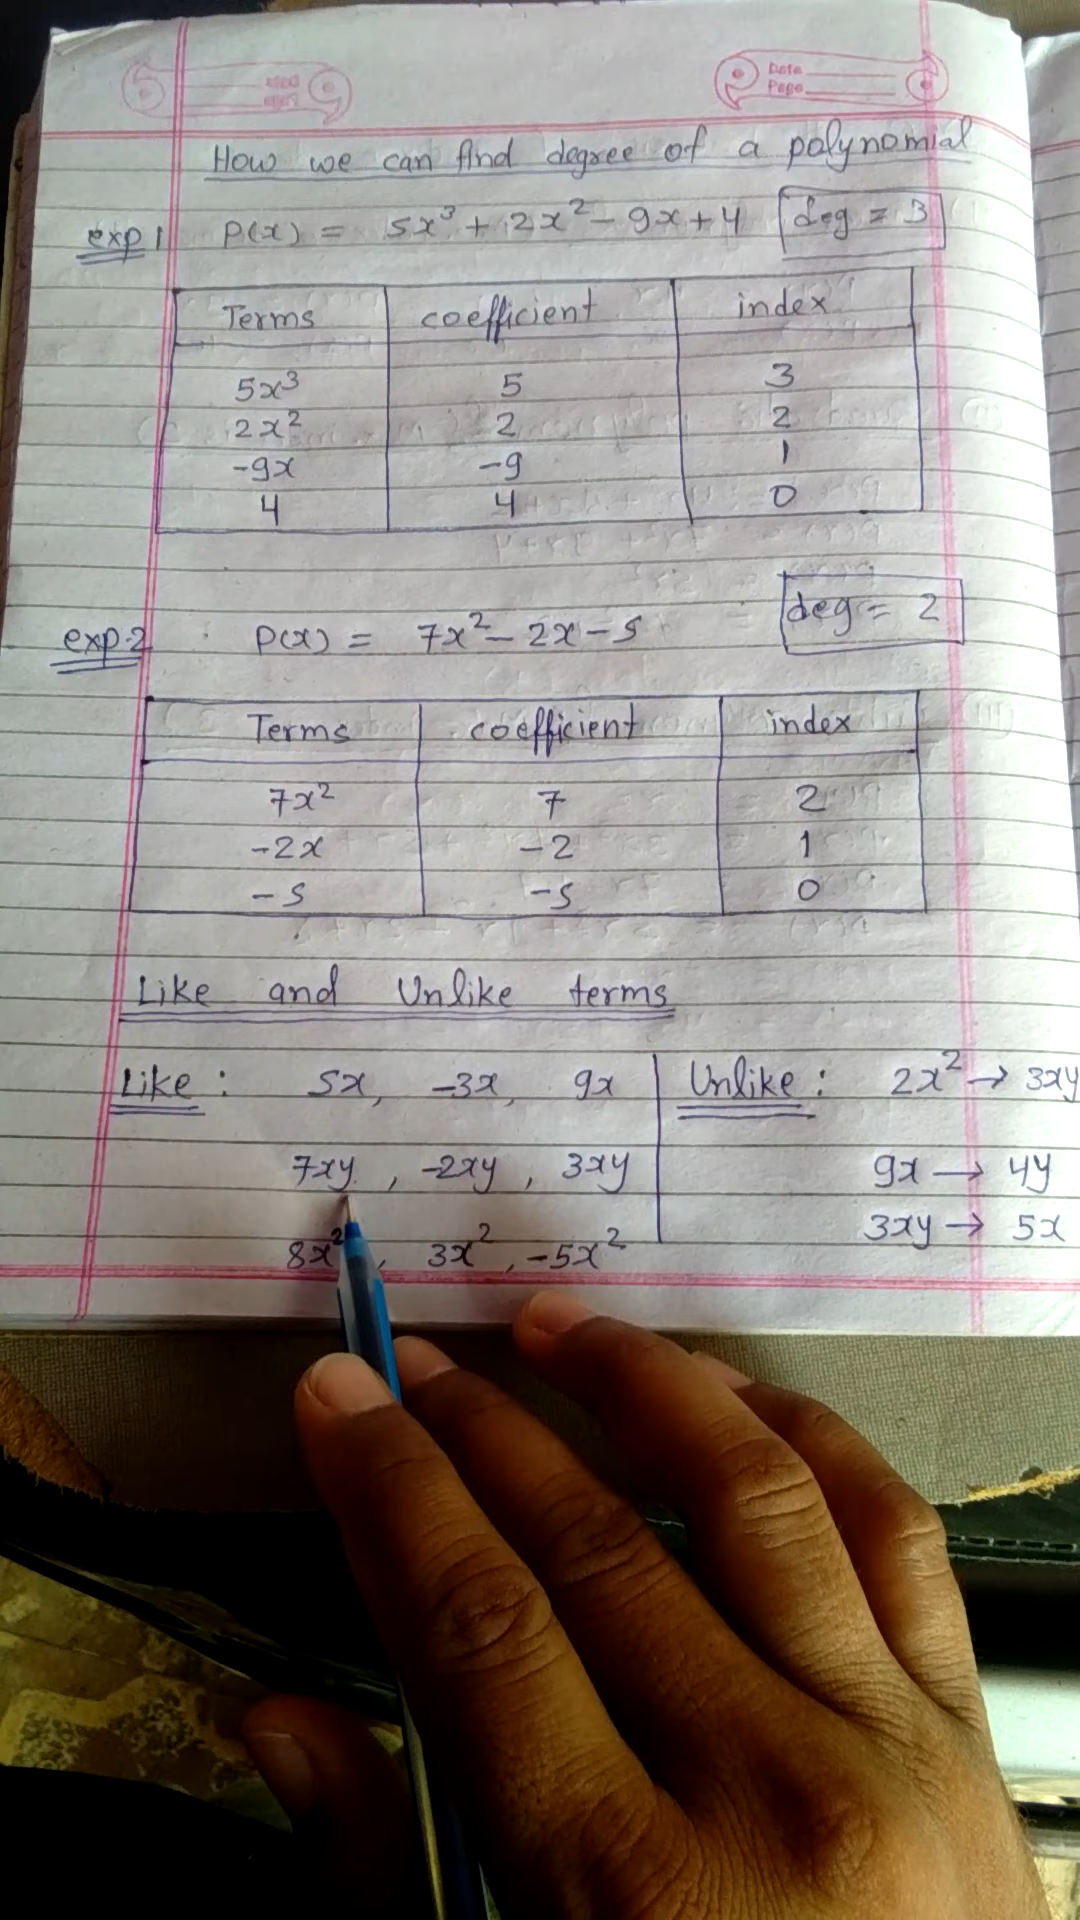 Date
Page
How we can find degree of a polynomial
exp 1 P(x) = 5x³ + 2x² - 9x + 4 deg = 3
Terms coefficient index
5x³ 5 3
2x² 2 2
-9x -9 1
4 4 0
exp-2 P(x) = 7x² - 2x - 5 deg = 2
Terms coefficient index
7x² 7 2
-2x -2 1
-5 -5 0
Like and Unlike terms
Like : 5x, -3x, 9x Unlike : 2x² → 3xy
7xy, -2xy, 3xy 9x → 4y
3xy → 5x
8x², 3x², -5x²